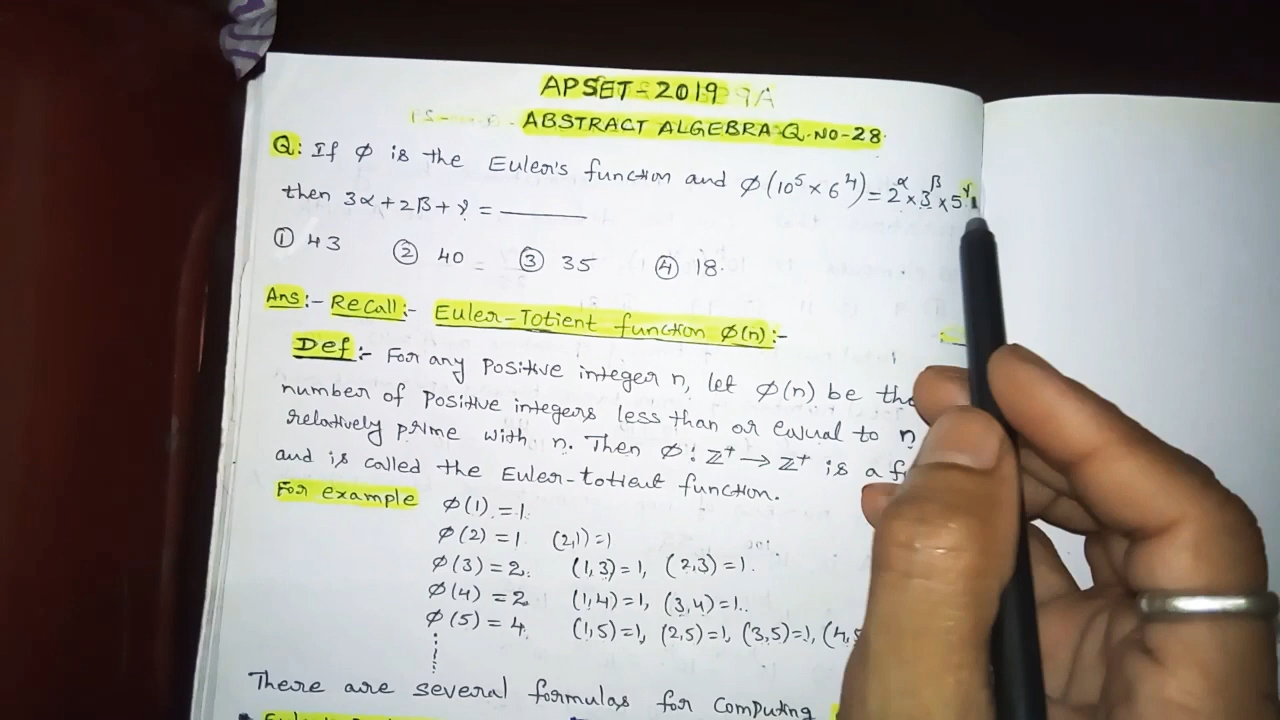 APSET-2019
ABSTRACT ALGEBRA Q.NO-28
Q: If φ is the Euler's function and φ(10⁵ × 6⁴) = 2^α × 3^β × 5^γ
then 3α+2β+γ = ______
① 43 ② 40 ③ 35 ④ 18.
Ans:- Recall:- Euler-Totient function φ(n):-
Def:- For any positive integer n, let φ(n) be the
number of positive integers less than or equal to n
relatively prime with n. Then φ: Z⁺ → Z⁺ is a
and is called the Euler-totient function.
For example φ(1) = 1.
φ(2) = 1 (2,1)=1
φ(3) = 2. (1,3)=1, (2,3)=1.
φ(4) = 2 (1,4)=1, (3,4)=1..
φ(5) = 4. (1,5)=1, (2,5)=1, (3,5)=1, (4,5
There are several formulas for computing